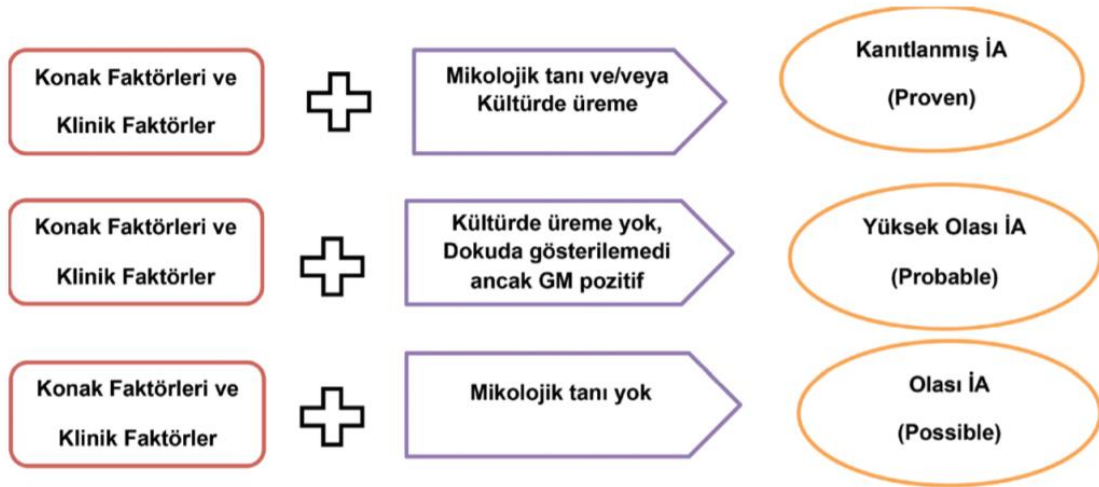 Konak Faktörleri ve
Klinik Faktörler
Mikolojik tanı ve/veya
Kültürde üreme
Kanıtlanmış İA
(Proven)
Konak Faktörleri ve
Klinik Faktörler
Kültürde üreme yok,
Dokuda gösterilemedi
ancak GM pozitif
Yüksek Olası İA
(Probable)
Konak Faktörleri ve
Klinik Faktörler
Mikolojik tanı yok
Olası İA
(Possible)